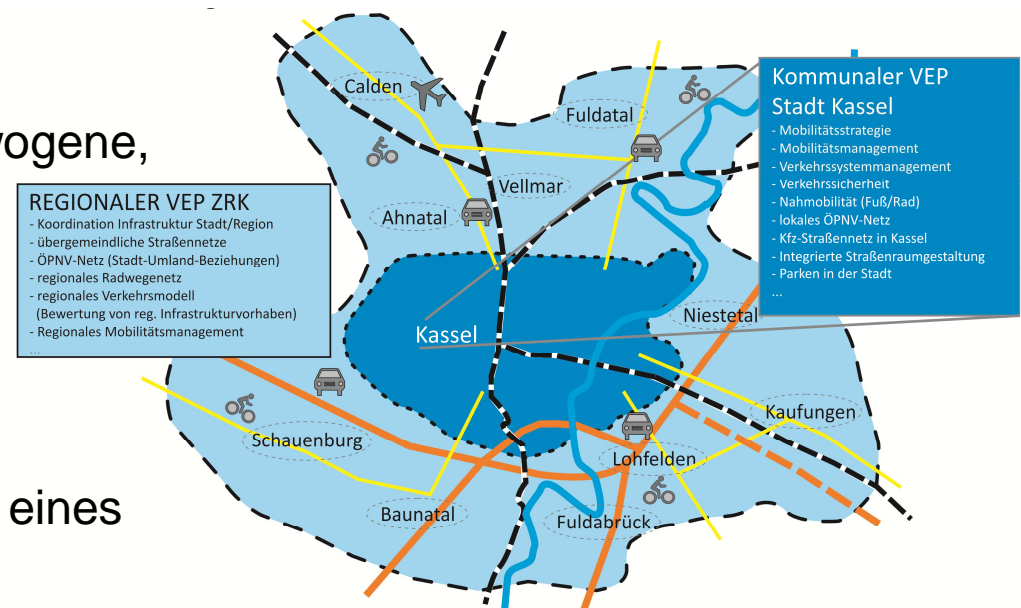 vogene,
eines
REGIONALER VEP ZRK
- Koordination Infrastruktur Stadt/Region
- übergemeindliche Straßennetze
- ÖPNV-Netz (Stadt-Umland-Beziehungen)
- regionales Radwegenetz
- regionales Verkehrsmodell
(Bewertung von reg. Infrastrukturvorhaben)
- Regionales Mobilitätsmanagement
...
Calden
Fuldatal
Vellmar
Ahnatal
Kassel
Niestetal
Kaufungen
Schauenburg
Lohfelden
Baunatal
Fuldabrück
Kommunaler VEP
Stadt Kassel
- Mobilitätsstrategie
- Mobilitätsmanagement
- Verkehrssystemmanagement
- Verkehrssicherheit
- Nahmobilität (Fuß/Rad)
- lokales ÖPNV-Netz
- Kfz-Straßennetz in Kassel
- Integrierte Straßenraumgestaltung
- Parken in der Stadt
...